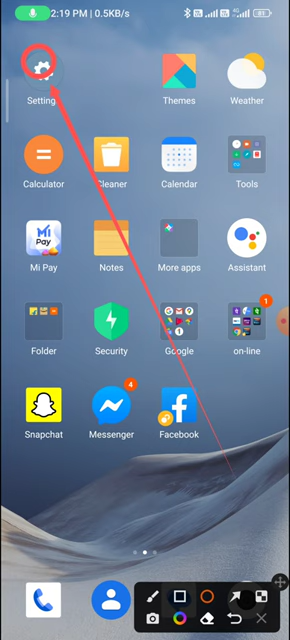 2:19 PM | 0.5KB/s
Setting
Themes
Weather
Calculator
Cleaner
Calendar
Tools
Mi Pay
Mi Pay
Notes
More apps
Assistant
1
Folder
Security
Google
on-line
4
Snapchat
Messenger
Facebook